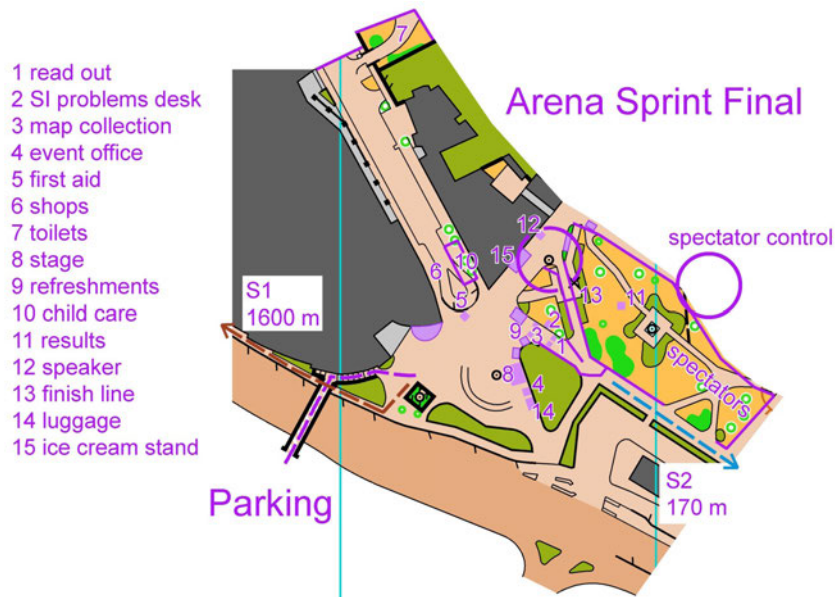 Arena Sprint Final
1 read out
2 SI problems desk
3 map collection
4 event office
5 first aid
6 shops
7 toilets
8 stage
9 refreshments
10 child care
11 results
12 speaker
13 finish line
14 luggage
15 ice cream stand
7
12
spectator control
15
6
10
S1
1600 m
5
13
11
9
2
3
1
spectators
8
4
14
S2
170 m
Parking